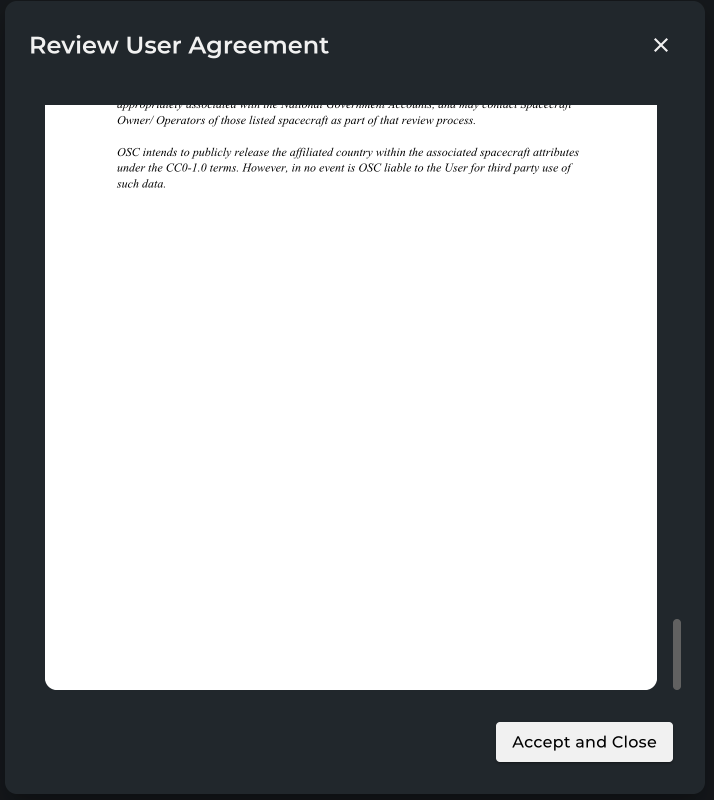 Review User Agreement
appropriately associated with the National Government Accounts, and may contact Spacecraft
Owner/ Operators of those listed spacecraft as part of that review process.
OSC intends to publicly release the affiliated country within the associated spacecraft attributes
under the CC0-1.0 terms. However, in no event is OSC liable to the User for third party use of
such data.
Accept and Close